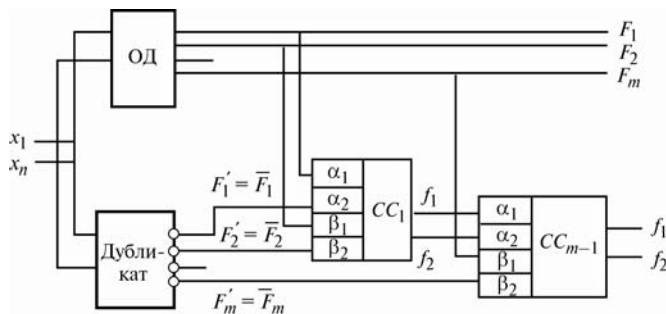 ОД
F₁
F₂
Fₘ
x₁
xₙ
F₁′ = F̅₁
α₁
α₂
β₁
β₂
CC₁
f₁
f₂
F₂′ = F̅₂
α₁
α₂
β₁
β₂
CCₘ₋₁
f₁
f₂
Дубли-
кат
Fₘ′ = F̅ₘ